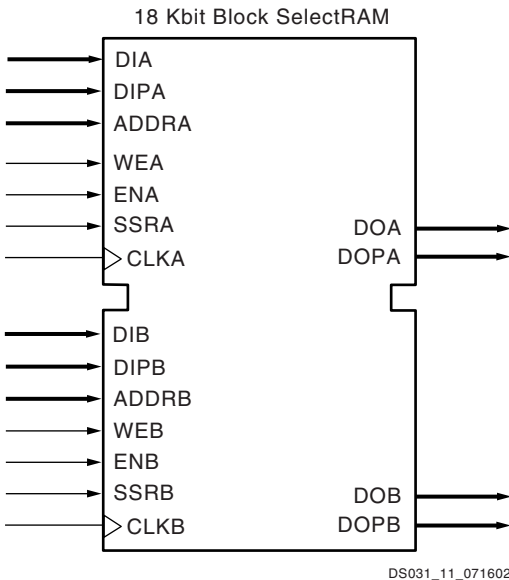 18 Kbit Block SelectRAM
DIA
DIPA
ADDRA
WEA
ENA
SSRA
CLKA
DOA
DOPA
DIB
DIPB
ADDRB
WEB
ENB
SSRB
CLKB
DOB
DOPB
DS031_11_071602